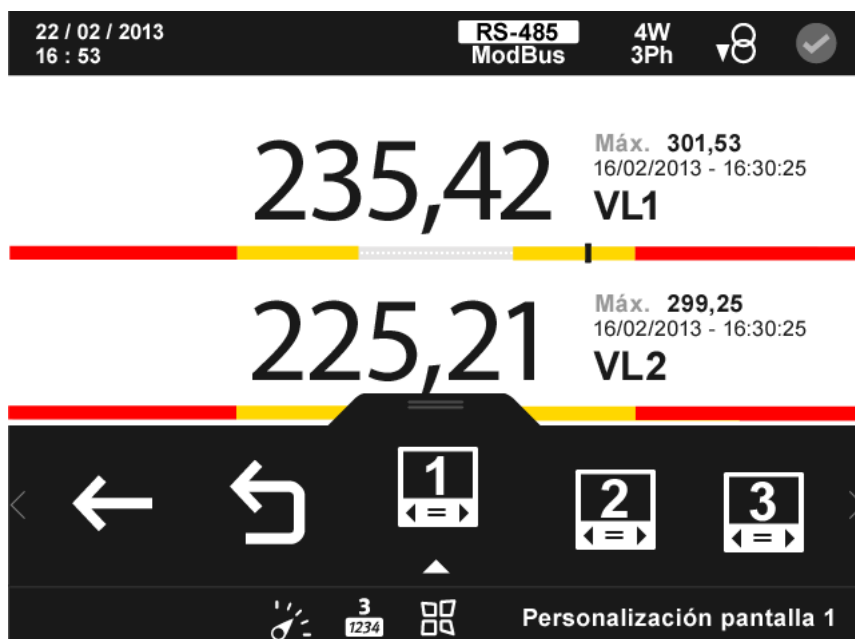 22 / 02 / 2013 RS-485 4W
16 : 53 ModBus 3Ph
235,42 Máx. 301,53
16/02/2013 - 16:30:25
VL1
225,21 Máx. 299,25
16/02/2013 - 16:30:25
VL2
1 2 3
=
= =
3
1234
Personalización pantalla 1